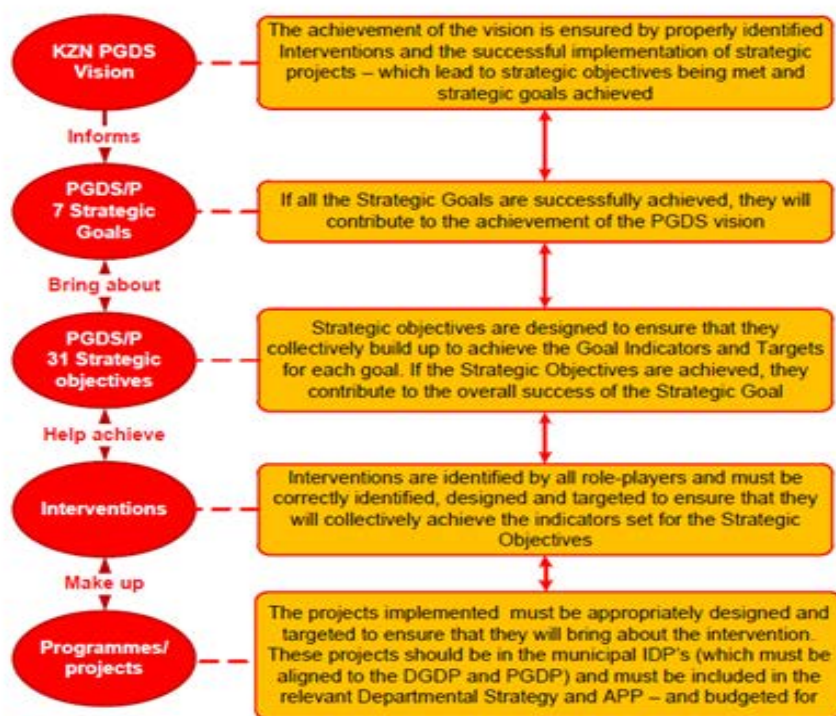 KZN PGDS
Vision
The achievement of the vision is ensured by properly identified
Interventions and the successful implementation of strategic
projects – which lead to strategic objectives being met and
strategic goals achieved
Informs
PGDS/P
7 Strategic
Goals
If all the Strategic Goals are successfully achieved, they will
contribute to the achievement of the PGDS vision
Bring about
PGDS/P
31 Strategic
objectives
Strategic objectives are designed to ensure that they
collectively build up to achieve the Goal Indicators and Targets
for each goal. If the Strategic Objectives are achieved, they
contribute to the overall success of the Strategic Goal
Help achieve
Interventions
Interventions are identified by all role-players and must be
correctly identified, designed and targeted to ensure that they
will collectively achieve the indicators set for the Strategic
Objectives
Make up
Programmes/
projects
The projects implemented must be appropriately designed and
targeted to ensure that they will bring about the intervention.
These projects should be in the municipal IDP's (which must be
aligned to the DGDP and PGDP) and must be included in the
relevant Departmental Strategy and APP – and budgeted for